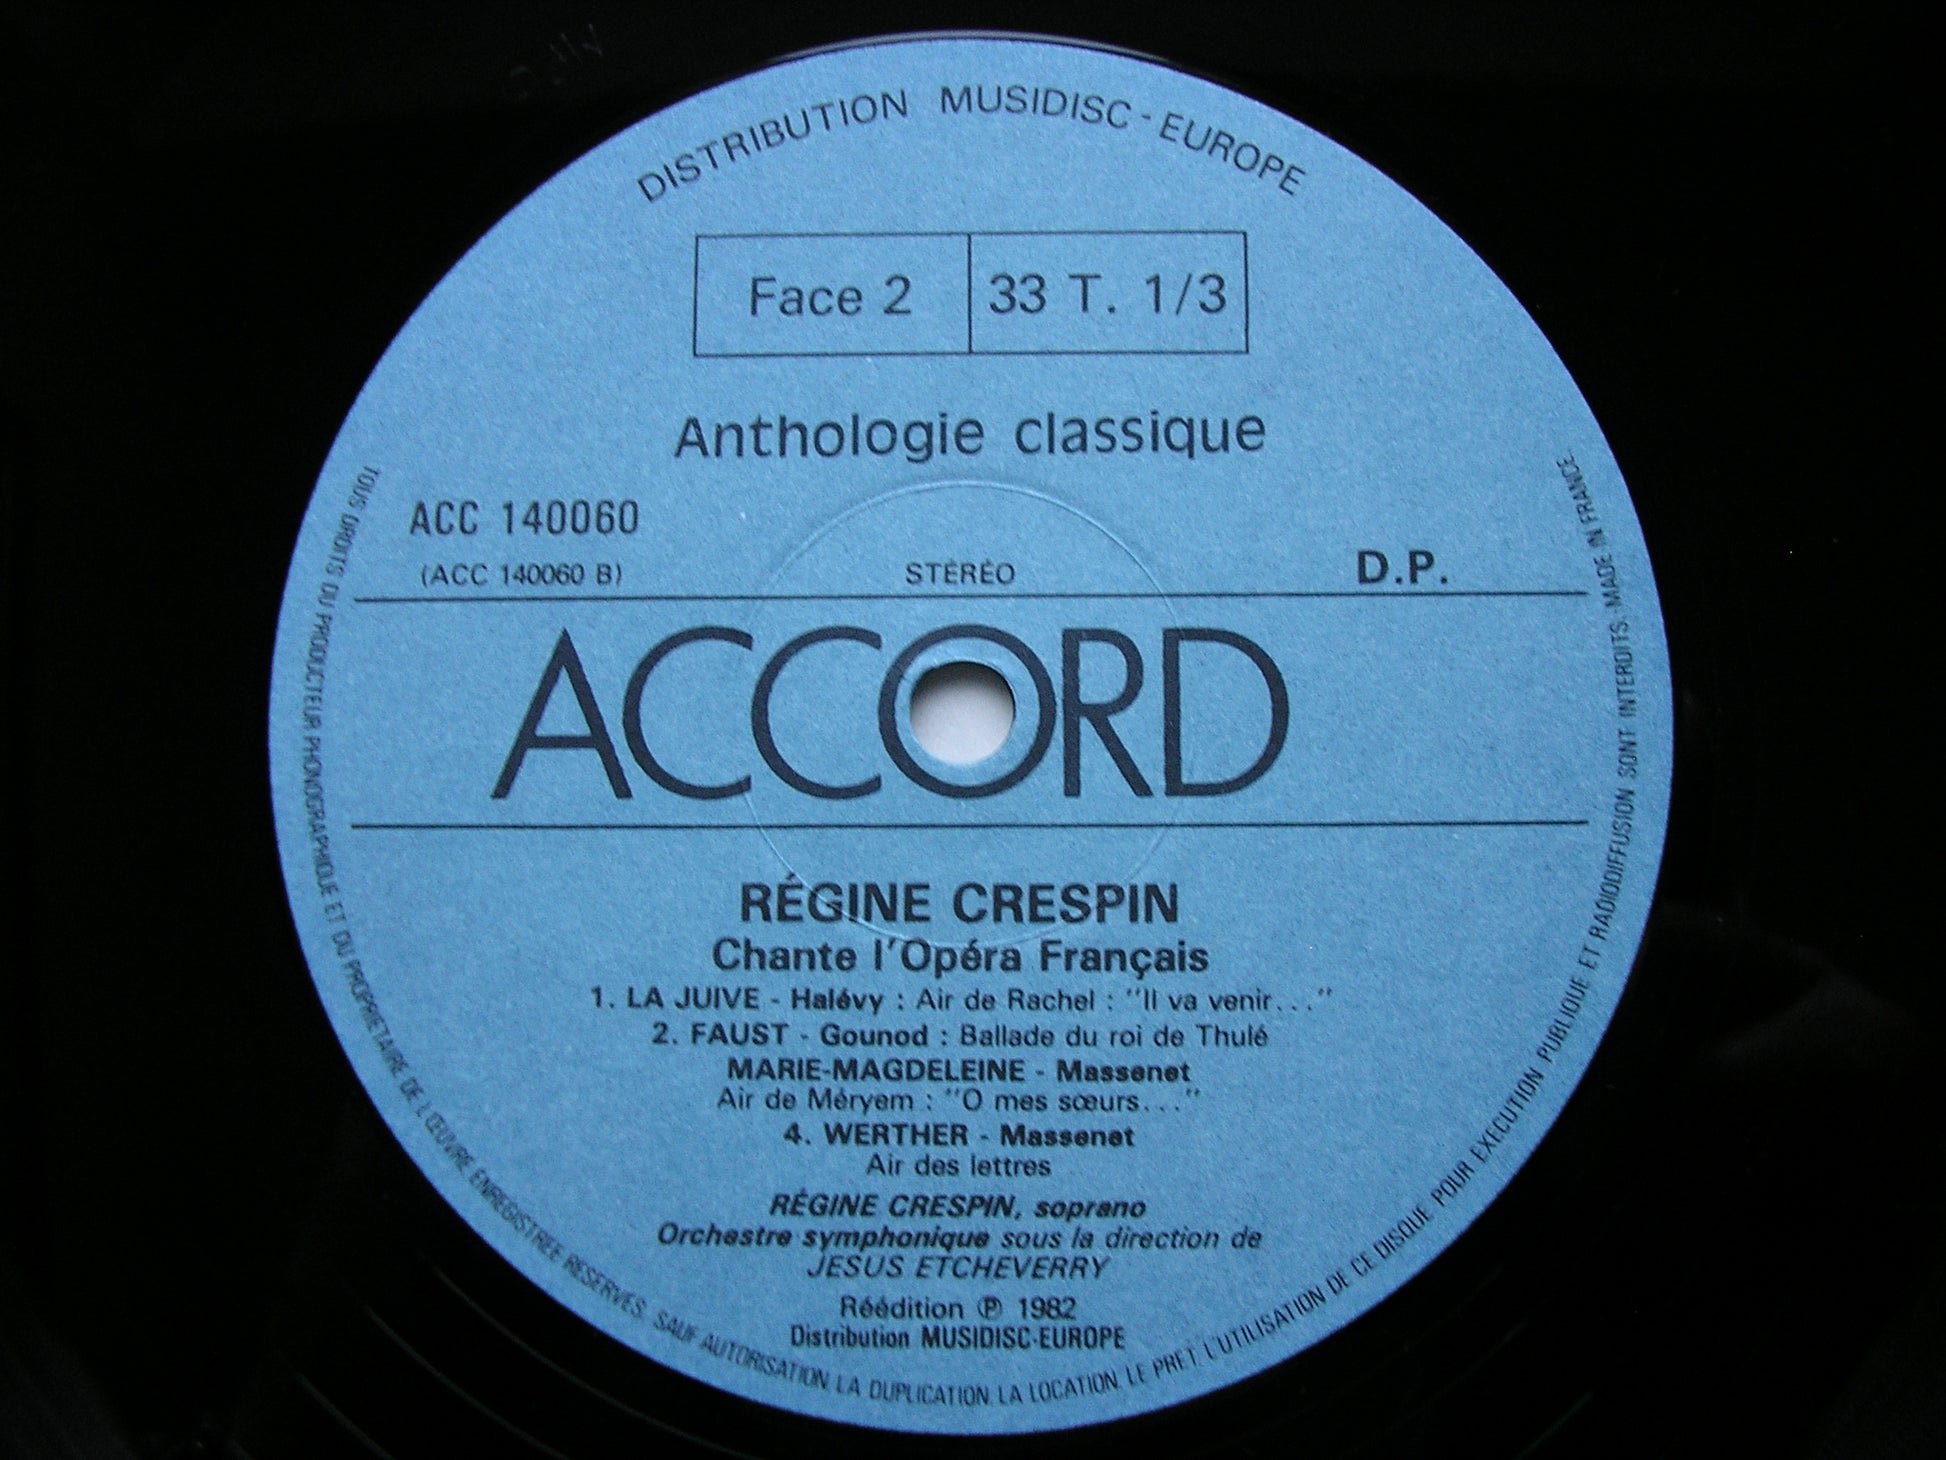 DISTRIBUTION MUSIDISC-EUROPE
Face 2 33 T. 1/3
Anthologie classique
ACC 140060
(ACC 140060 B) STÉRÉO D.P.
ACCORD
RÉGINE CRESPIN
Chante l'Opéra Français
1. LA JUIVE - Halévy : Air de Rachel : "Il va venir..."
2. FAUST - Gounod : Ballade du roi de Thulé
MARIE-MAGDELEINE - Massenet
Air de Méryem : "O mes sœurs..."
4. WERTHER - Massenet
Air des lettres
RÉGINE CRESPIN, soprano
Orchestre symphonique sous la direction de
JESUS ETCHEVERRY
Réédition ℗ 1982
Distribution MUSIDISC-EUROPE
TOUS DROITS DU PRODUCTEUR PHONOGRAPHIQUE ET DU PROPRIETAIRE DE L'ŒUVRE ENREGISTREE RESERVES. SAUF AUTORISATION, LA DUPLICATION, LA LOCATION, LE PRET, L'UTILISATION DE CE DISQUE POUR EXECUTION PUBLIQUE ET RADIODIFFUSION SONT INTERDITS. MADE IN FRANCE.